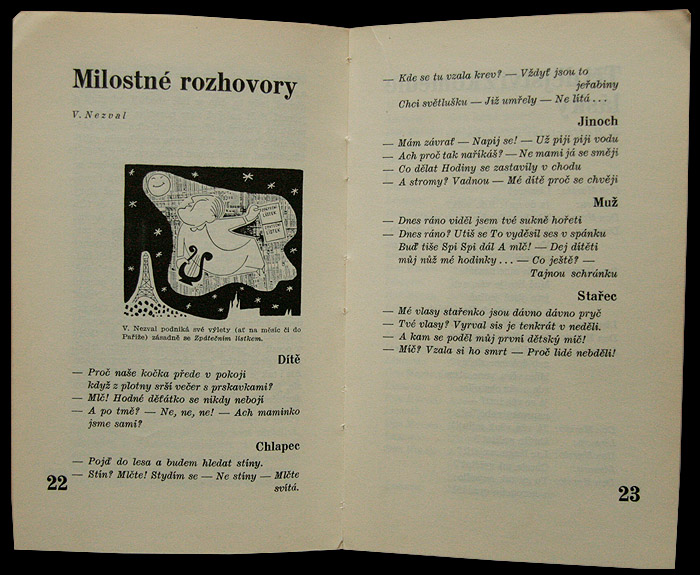 Milostné rozhovory
V. Nezval
ZPÁTEČNÍ
LÍSTEK
ZPÁTEČNÍ
LÍSTEK
V. Nezval podniká své výlety (ať na měsíc či do
Paříže) zásadně se Zpátečním lístkem.
Dítě
— Proč naše kočka přede v pokoji
když z plotny srší večer s prskavkami?
— Mlč! Hodné děťátko se nikdy nebojí
— A po tmě? — Ne, ne, ne! — Ach maminko
jsme sami?
Chlapec
— Pojď do lesa a budem hledat stíny.
— Stín? Mlčte! Stydím se — Ne stíny — Mlčte
svítá.
22
— Kde se tu vzala krev? — Vždyť jsou to
jeřabiny
Chci světlušku — Již umřely — Ne lítá ...
Jinoch
— Mám závrať — Napij se! — Už piji piji vodu
— Ach proč tak naříkáš? — Ne mami já se směji
— Co dělat Hodiny se zastavily v chodu
— A stromy? Vadnou — Mé dítě proč se chvěji
Muž
— Dnes ráno viděl jsem tvé sukně hořeti
— Dnes ráno? Utiš se To vyděsil ses v spánku
Buď tiše Spi Spi dál A mlč! — Dej dítěti
můj nůž mé hodinky ... — Co ještě? —
Tajnou schránku
Stařec
— Mé vlasy stařenko jsou dávno dávno pryč
— Tvé vlasy? Vyrval sis je tenkrát v neděli.
— A kam se poděl můj první dětský míč!
— Míč? Vzala si ho smrt — Proč lidé nebděli!
23